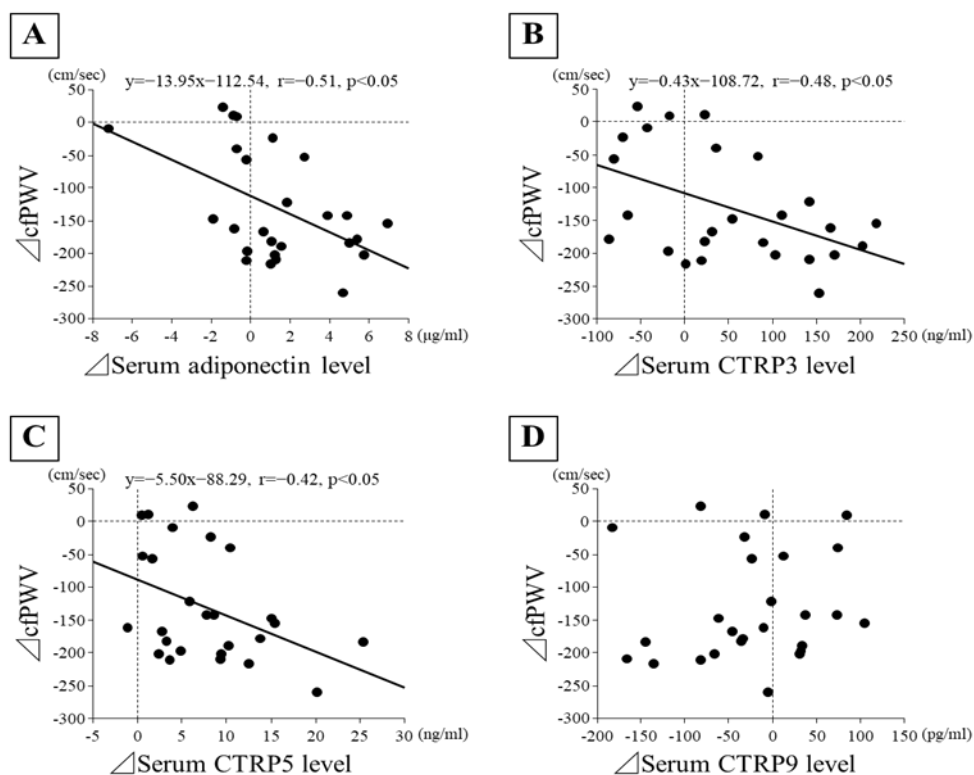 A
(cm/sec)
y=−13.95x−112.54, r=−0.51, p<0.05
50
0
-50
-100
-150
-200
-250
-300
⊿cfPWV
-8 -6 -4 -2 0 2 4 6 8 (μg/ml)
⊿Serum adiponectin level
B
(cm/sec)
y=−0.43x−108.72, r=−0.48, p<0.05
50
0
-50
-100
-150
-200
-250
-300
⊿cfPWV
-100 -50 0 50 100 150 200 250 (ng/ml)
⊿Serum CTRP3 level
C
(cm/sec)
y=−5.50x−88.29, r=−0.42, p<0.05
50
0
-50
-100
-150
-200
-250
-300
⊿cfPWV
-5 0 5 10 15 20 25 30 (ng/ml)
⊿Serum CTRP5 level
D
(cm/sec)
50
0
-50
-100
-150
-200
-250
-300
⊿cfPWV
-200 -150 -100 -50 0 50 100 150 (pg/ml)
⊿Serum CTRP9 level